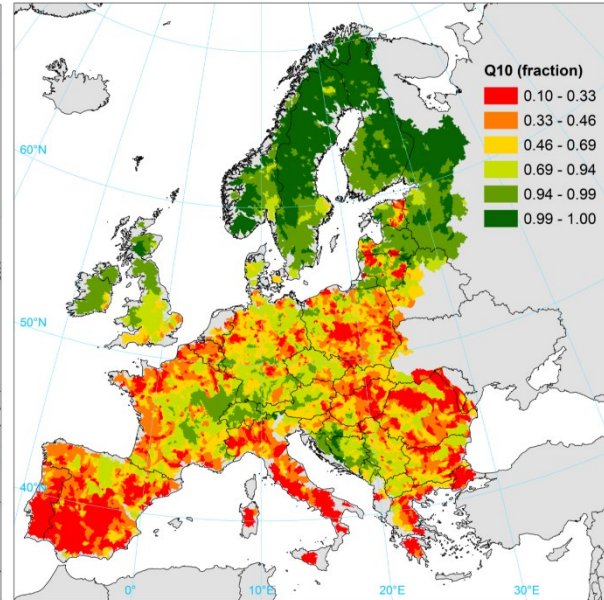 Q10 (fraction)
0.10 - 0.33
0.33 - 0.46
0.46 - 0.69
0.69 - 0.94
0.94 - 0.99
0.99 - 1.00
60°N
50°N
40°N
0°
10°E
20°E
30°E